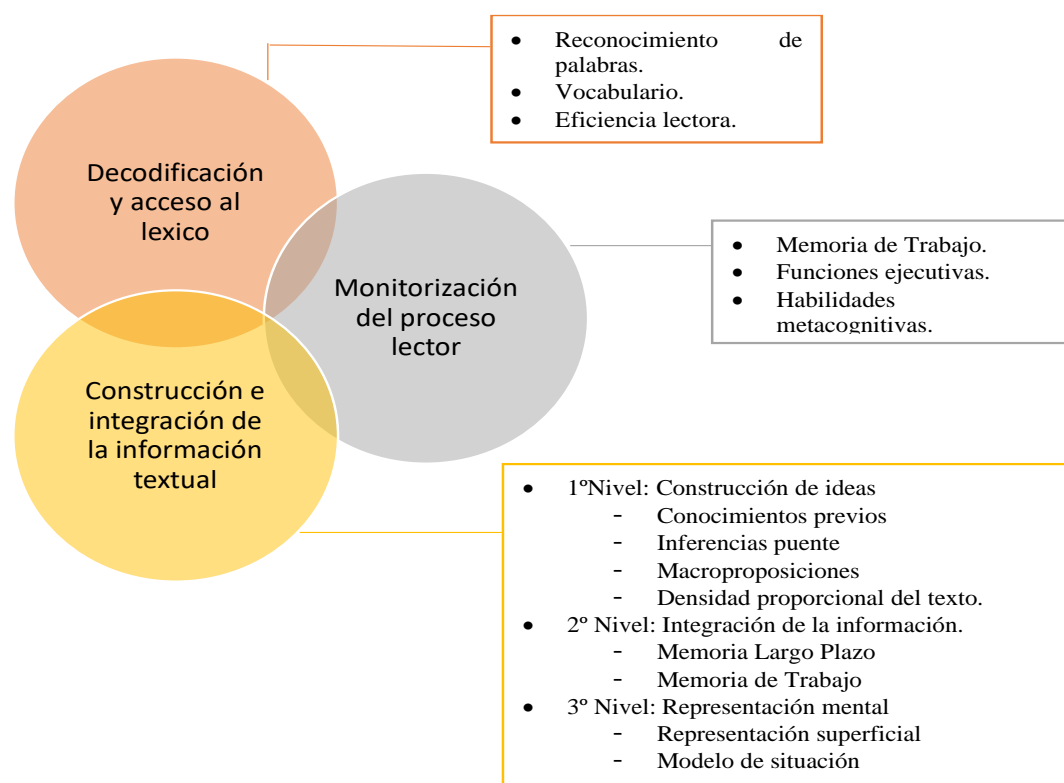 Reconocimiento de
palabras.
Vocabulario.
Eficiencia lectora.
Decodificación
y acceso al
lexico
Monitorización
del proceso
lector
Memoria de Trabajo.
Funciones ejecutivas.
Habilidades
metacognitivas.
Construcción e
integración de
la información
textual
1ºNivel: Construcción de ideas
- Conocimientos previos
- Inferencias puente
- Macroproposiciones
- Densidad proporcional del texto.
2º Nivel: Integración de la información.
- Memoria Largo Plazo
- Memoria de Trabajo
3º Nivel: Representación mental
- Representación superficial
- Modelo de situación